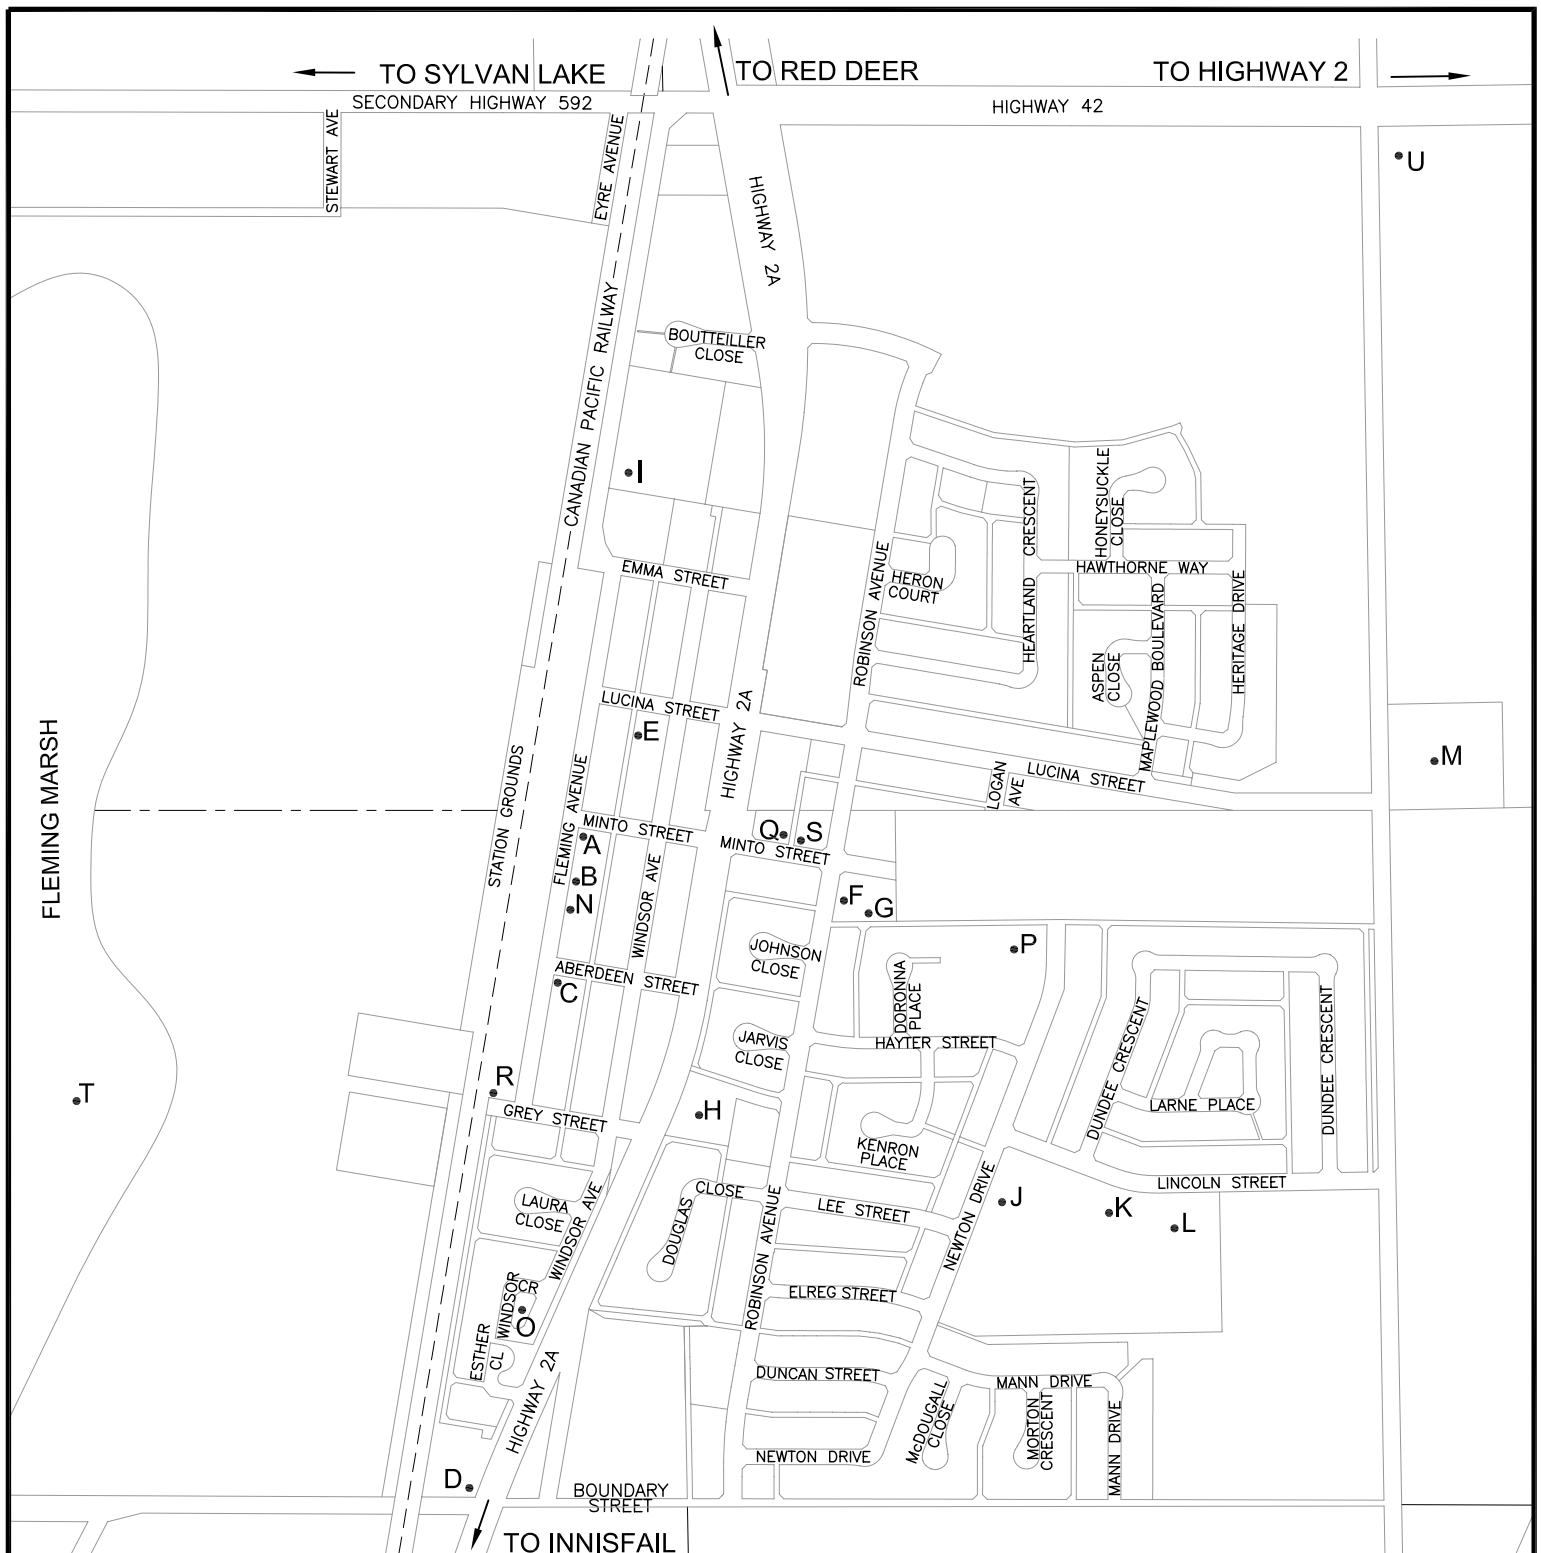 TO SYLVAN LAKE
TO RED DEER
TO HIGHWAY 2
SECONDARY HIGHWAY 592
HIGHWAY 42
STEWART AVE
EYRE AVENUE
U
HIGHWAY 2A
CANADIAN PACIFIC RAILWAY
BOUTTEILLER
CLOSE
I
HONEYSUCKLE
CLOSE
HEARTLAND CRESCENT
EMMA STREET
HERON
COURT
HAWTHORNE WAY
ROBINSON AVENUE
MAPLEWOOD BOULEVARD
HERITAGE DRIVE
ASPEN
CLOSE
LUCINA STREET
HIGHWAY 2A
E
FLEMING MARSH
STATION GROUNDS
FLEMING AVENUE
LOGAN
AVE
LUCINA STREET
M
MINTO STREET
A
Q
S
MINTO STREET
B
N
WINDSOR AVE
F
G
JOHNSON
CLOSE
P
ABERDEEN STREET
C
DORONNA
PLACE
DUNDEE CRESCENT
DUNDEE CRESCENT
JARVIS
CLOSE
HAYTER STREET
R
T
GREY STREET
H
LARNE PLACE
KENRON
PLACE
LINCOLN STREET
LAURA
CLOSE
WINDSOR AVE
DOUGLAS
CLOSE
ROBINSON AVENUE
LEE STREET
NEWTON DRIVE
J
K
L
WINDSOR
CR
O
ELREG STREET
ESTHER
CL
HIGHWAY 2A
DUNCAN STREET
McDOUGALL
CLOSE
MANN DRIVE
MORTON
CRESCENT
MANN DRIVE
NEWTON DRIVE
D
BOUNDARY
STREET
TO INNISFAIL